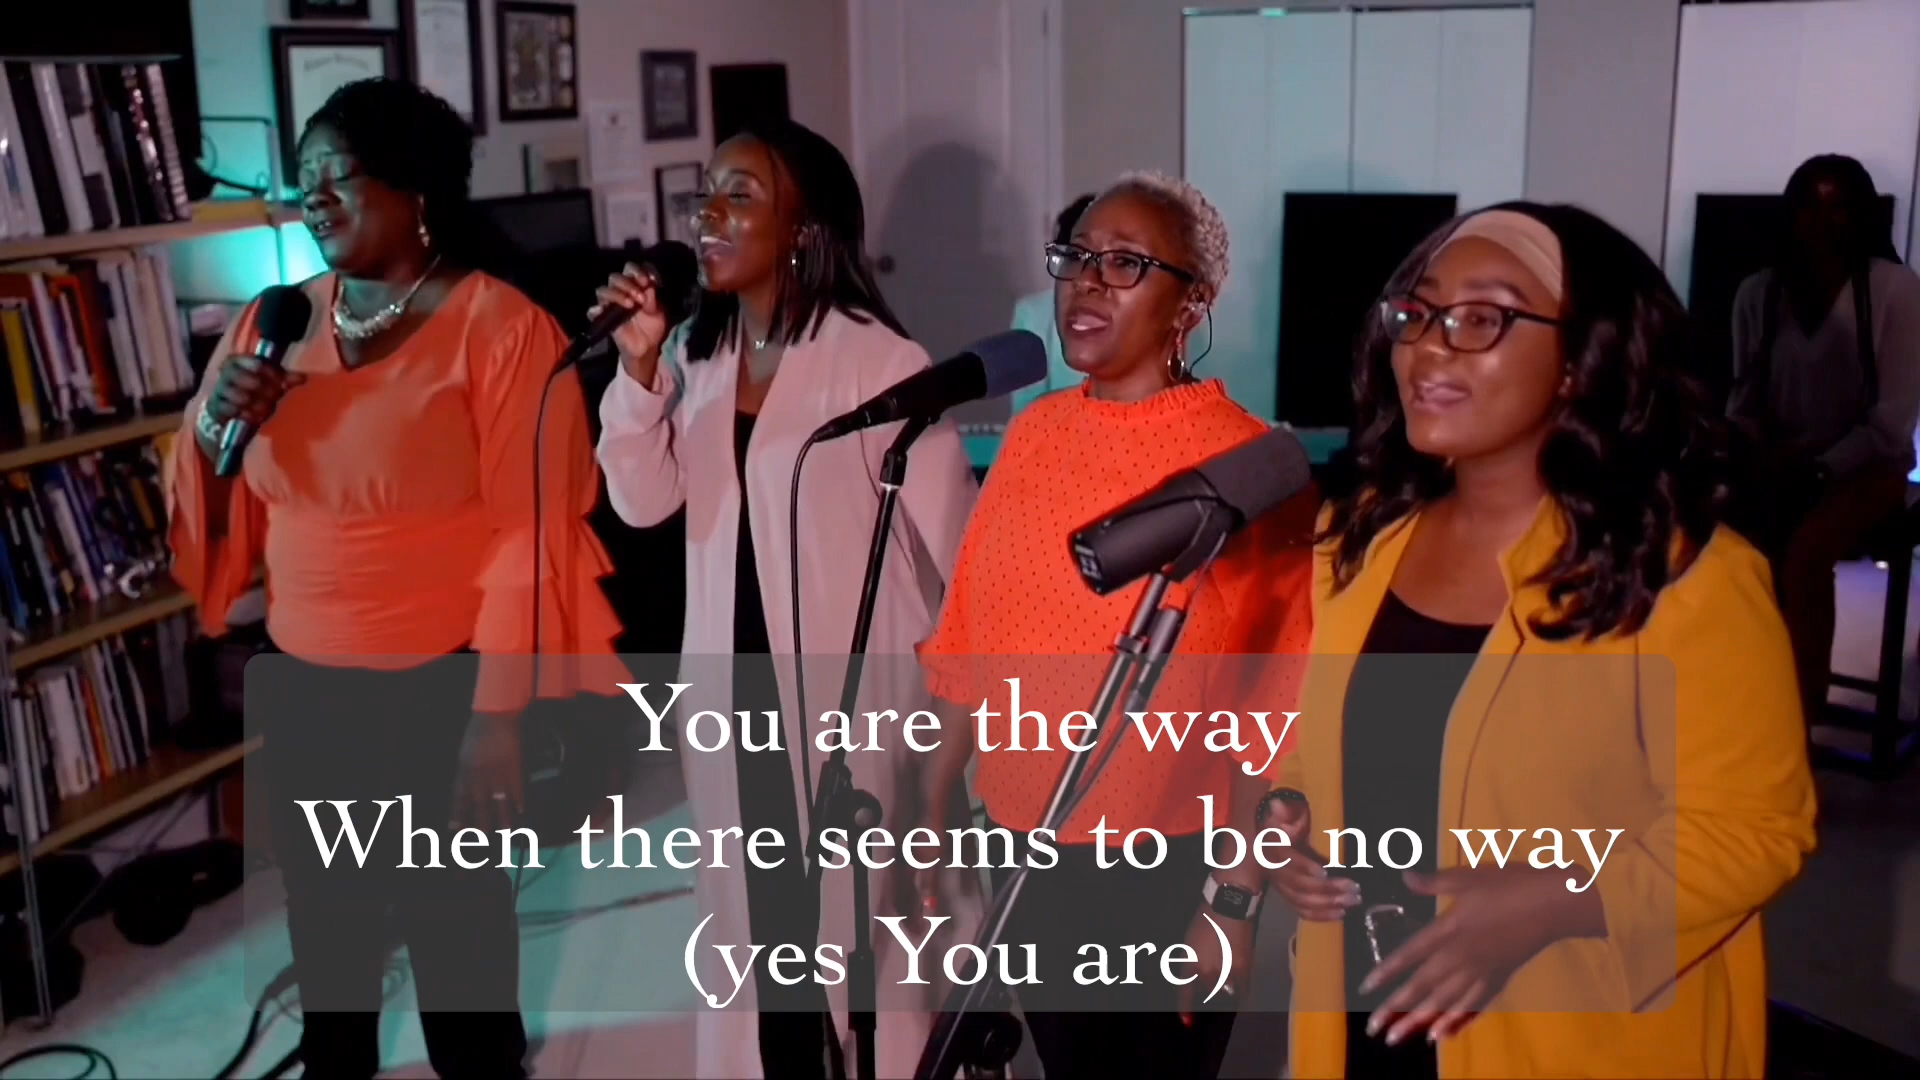 You are the way
When there seems to be no way
(yes You are)